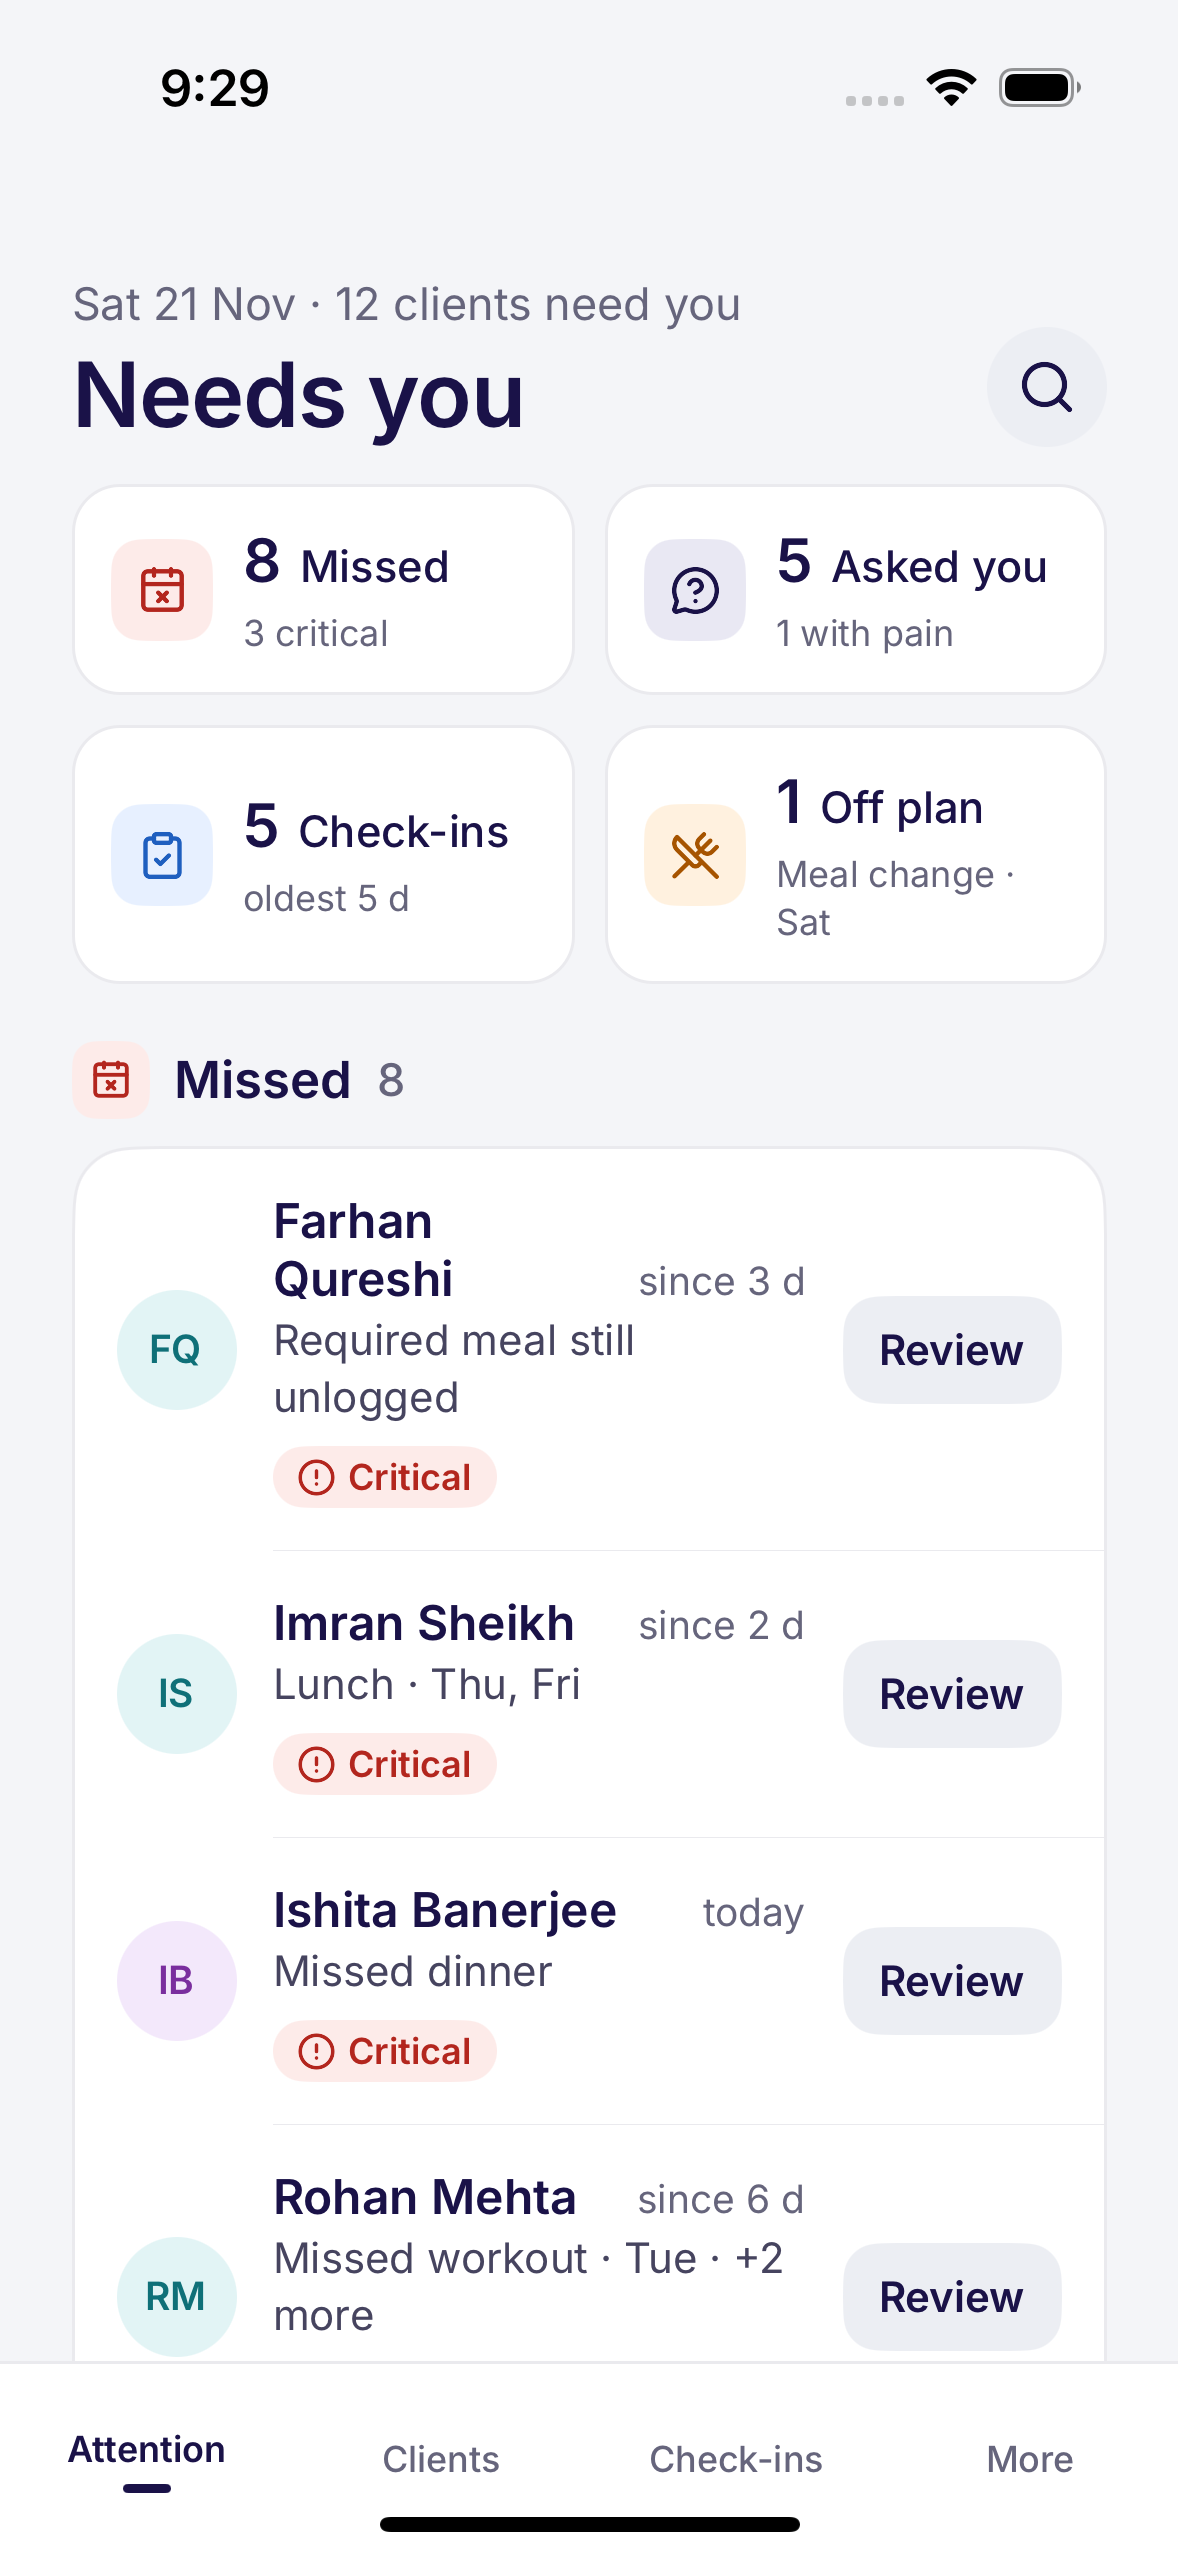 9:29
Sat 21 Nov · 12 clients need you
Needs you
8 Missed
3 critical
5 Asked you
1 with pain
5 Check-ins
oldest 5 d
1 Off plan
Meal change ·
Sat
Missed 8
FQ
Farhan
Qureshi
since 3 d
Required meal still
unlogged
Critical
Review
IS
Imran Sheikh
since 2 d
Lunch · Thu, Fri
Critical
Review
IB
Ishita Banerjee
today
Missed dinner
Critical
Review
RM
Rohan Mehta
since 6 d
Missed workout · Tue · +2
more
Review
Attention
Clients
Check-ins
More